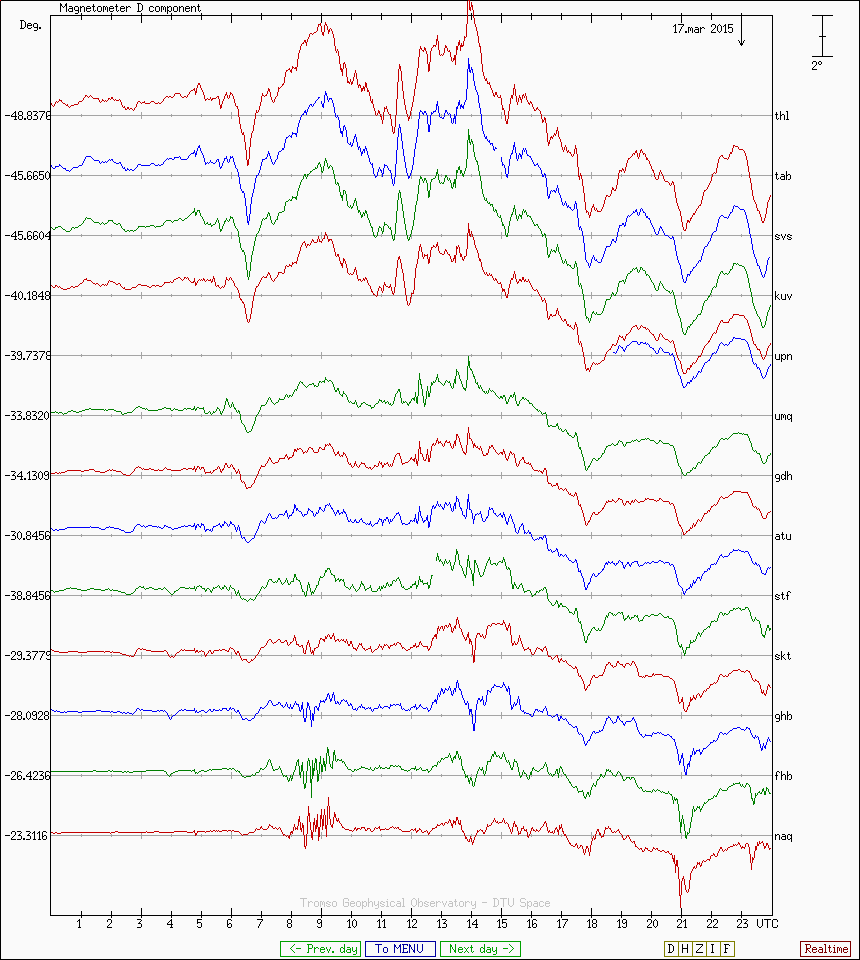 Magnetometer D component
Deg.
17.mar 2015
2°
-48.8376 thl
-45.6650 tab
-45.6604 svs
-40.1848 kuv
-39.7378 upn
-33.8320 umq
-34.1309 gdh
-30.8456 atu
-38.8456 stf
-29.3779 skt
-28.0928 ghb
-26.4236 fhb
-23.3116 naq
Tromso Geophysical Observatory - DTU Space
1 2 3 4 5 6 7 8 9 10 11 12 13 14 15 16 17 18 19 20 21 22 23 UTC
<- Prev. day To MENU Next day -> D H Z I F Realtime